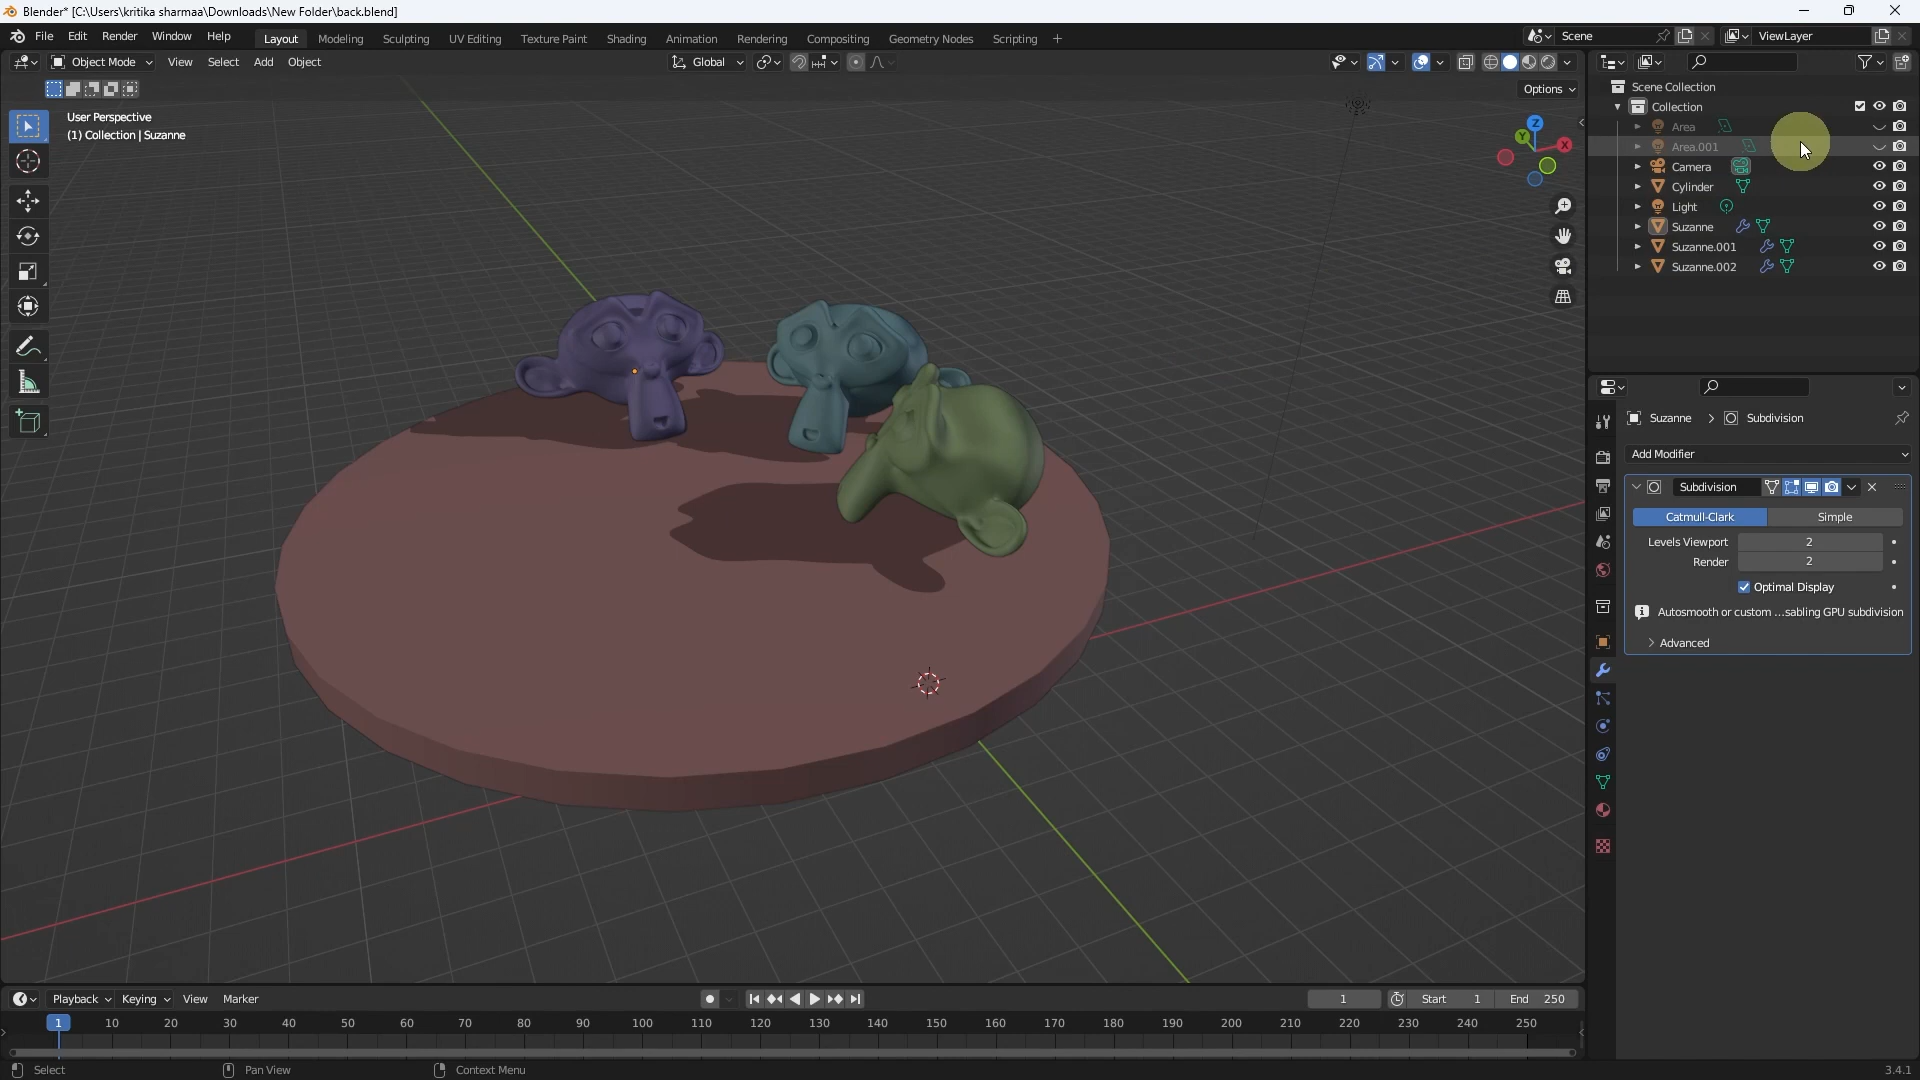 Blender* [C:\Users\kritika sharmaa\Downloads\New Folder\back.blend]
File Edit Render Window Help Layout Modeling Sculpting UV Editing Texture Paint Shading Animation Rendering Compositing Geometry Nodes Scripting + Scene ViewLayer
Object Mode View Select Add Object Global
Options
User Perspective
(1) Collection | Suzanne
Z
Y
X
Scene Collection
Collection
Area
Area.001
Camera
Cylinder
Light
Suzanne
Suzanne.001
Suzanne.002
Suzanne > Subdivision
Add Modifier
Subdivision
Catmull-Clark Simple
Levels Viewport 2
Render 2
Optimal Display
Autosmooth or custom ...sabling GPU subdivision
Advanced
Playback Keying View Marker 1 Start 1 End 250
1 10 20 30 40 50 60 70 80 90 100 110 120 130 140 150 160 170 180 190 200 210 220 230 240 250
Select Pan View Context Menu 3.4.1